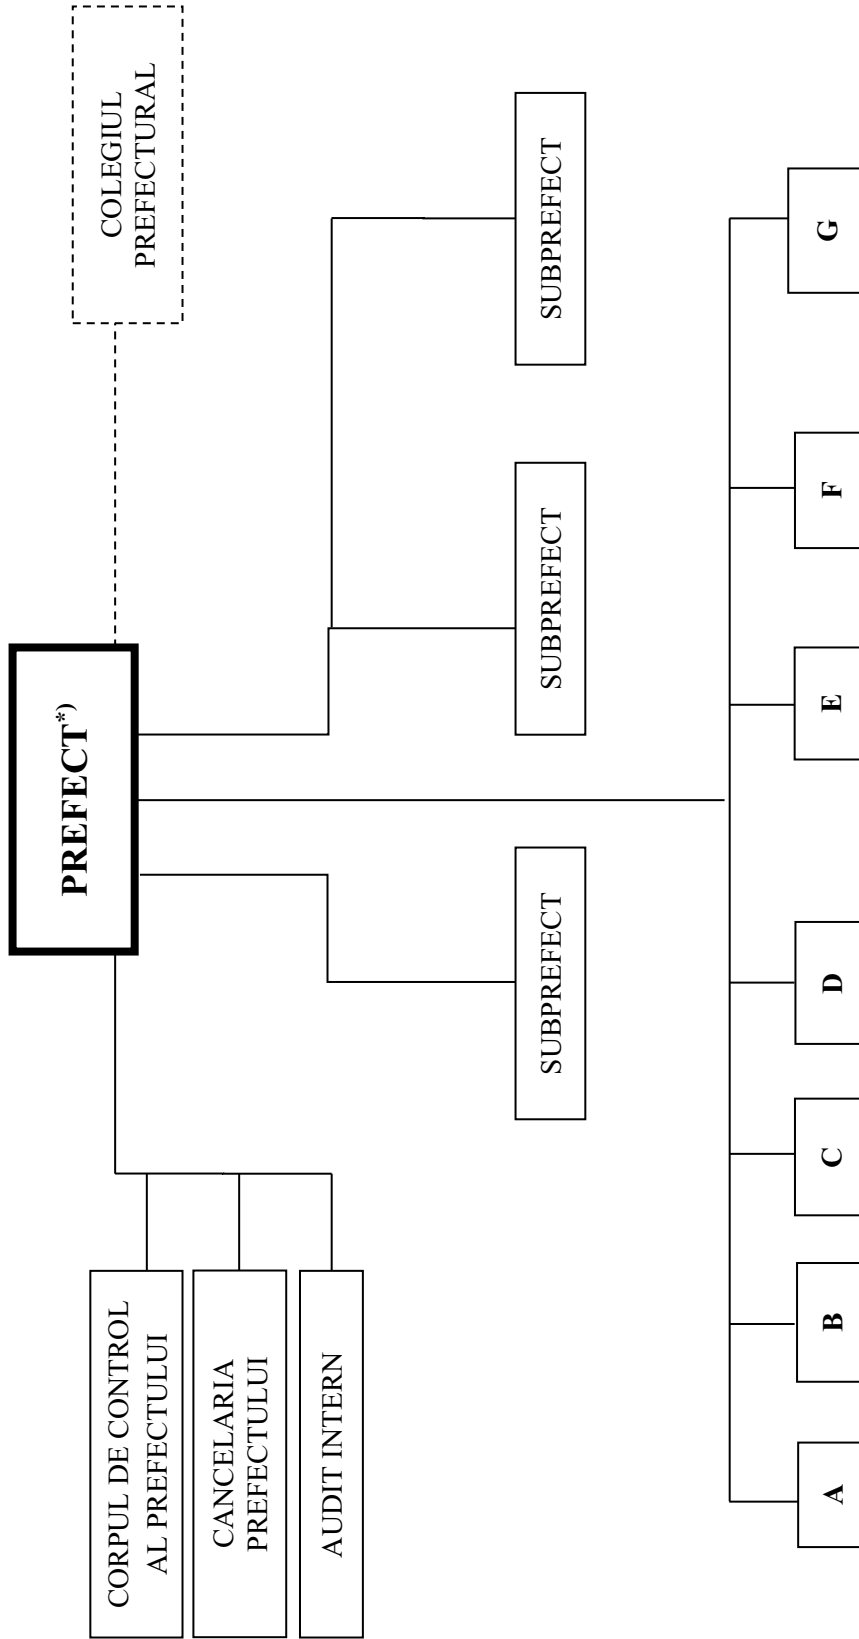 PREFECT*)
COLEGIUL
PREFECTURAL
CORPUL DE CONTROL
AL PREFECTULUI
CANCELARIA
PREFECTULUI
AUDIT INTERN
SUBPREFECT
SUBPREFECT
SUBPREFECT
A
B
C
D
E
F
G